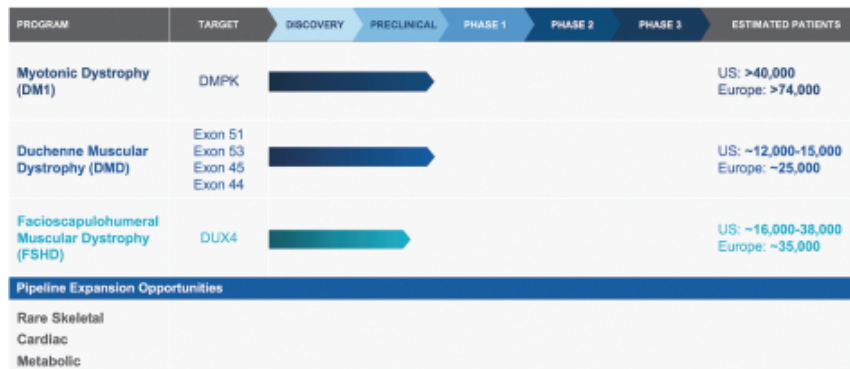 PROGRAM TARGET DISCOVERY PRECLINICAL PHASE 1 PHASE 2 PHASE 3 ESTIMATED PATIENTS
Myotonic Dystrophy
(DM1)
DMPK
US: >40,000
Europe: >74,000
Duchenne Muscular
Dystrophy (DMD)
Exon 51
Exon 53
Exon 45
Exon 44
US: ~12,000-15,000
Europe: ~25,000
Facioscapulohumeral
Muscular Dystrophy
(FSHD)
DUX4
US: ~16,000-38,000
Europe: ~35,000
Pipeline Expansion Opportunities
Rare Skeletal
Cardiac
Metabolic